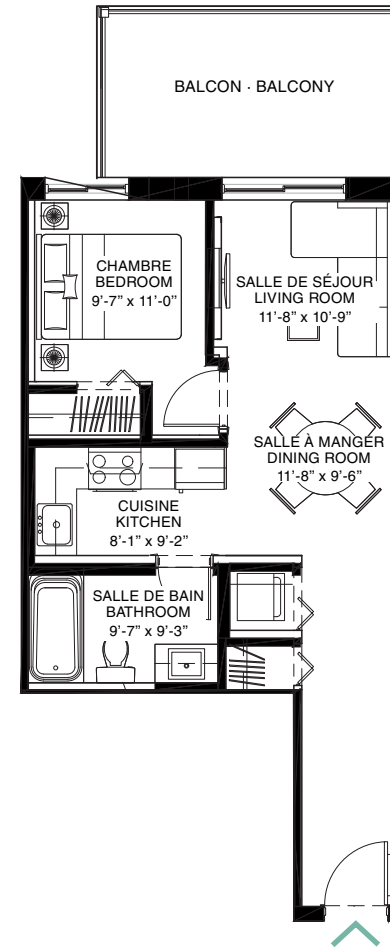 BALCON · BALCONY
CHAMBRE
BEDROOM
9'-7" x 11'-0"
SALLE DE SÉJOUR
LIVING ROOM
11'-8" x 10'-9"
SALLE À MANGER
DINING ROOM
11'-8" x 9'-6"
CUISINE
KITCHEN
8'-1" x 9'-2"
SALLE DE BAIN
BATHROOM
9'-7" x 9'-3"